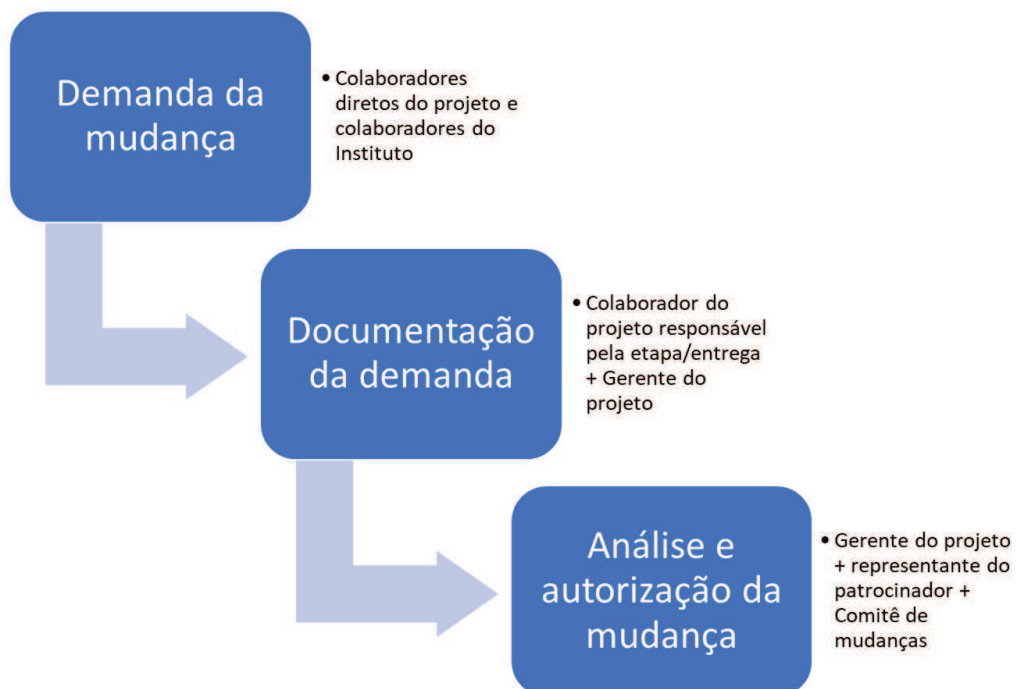 Demanda da
mudança
• Colaboradores
diretos do projeto e
colaboradores do
Instituto
Documentação
da demanda
• Colaborador do
projeto responsável
pela etapa/entrega
+ Gerente do
projeto
Análise e
autorização da
mudança
• Gerente do projeto
+ representante do
patrocinador +
Comitê de
mudanças